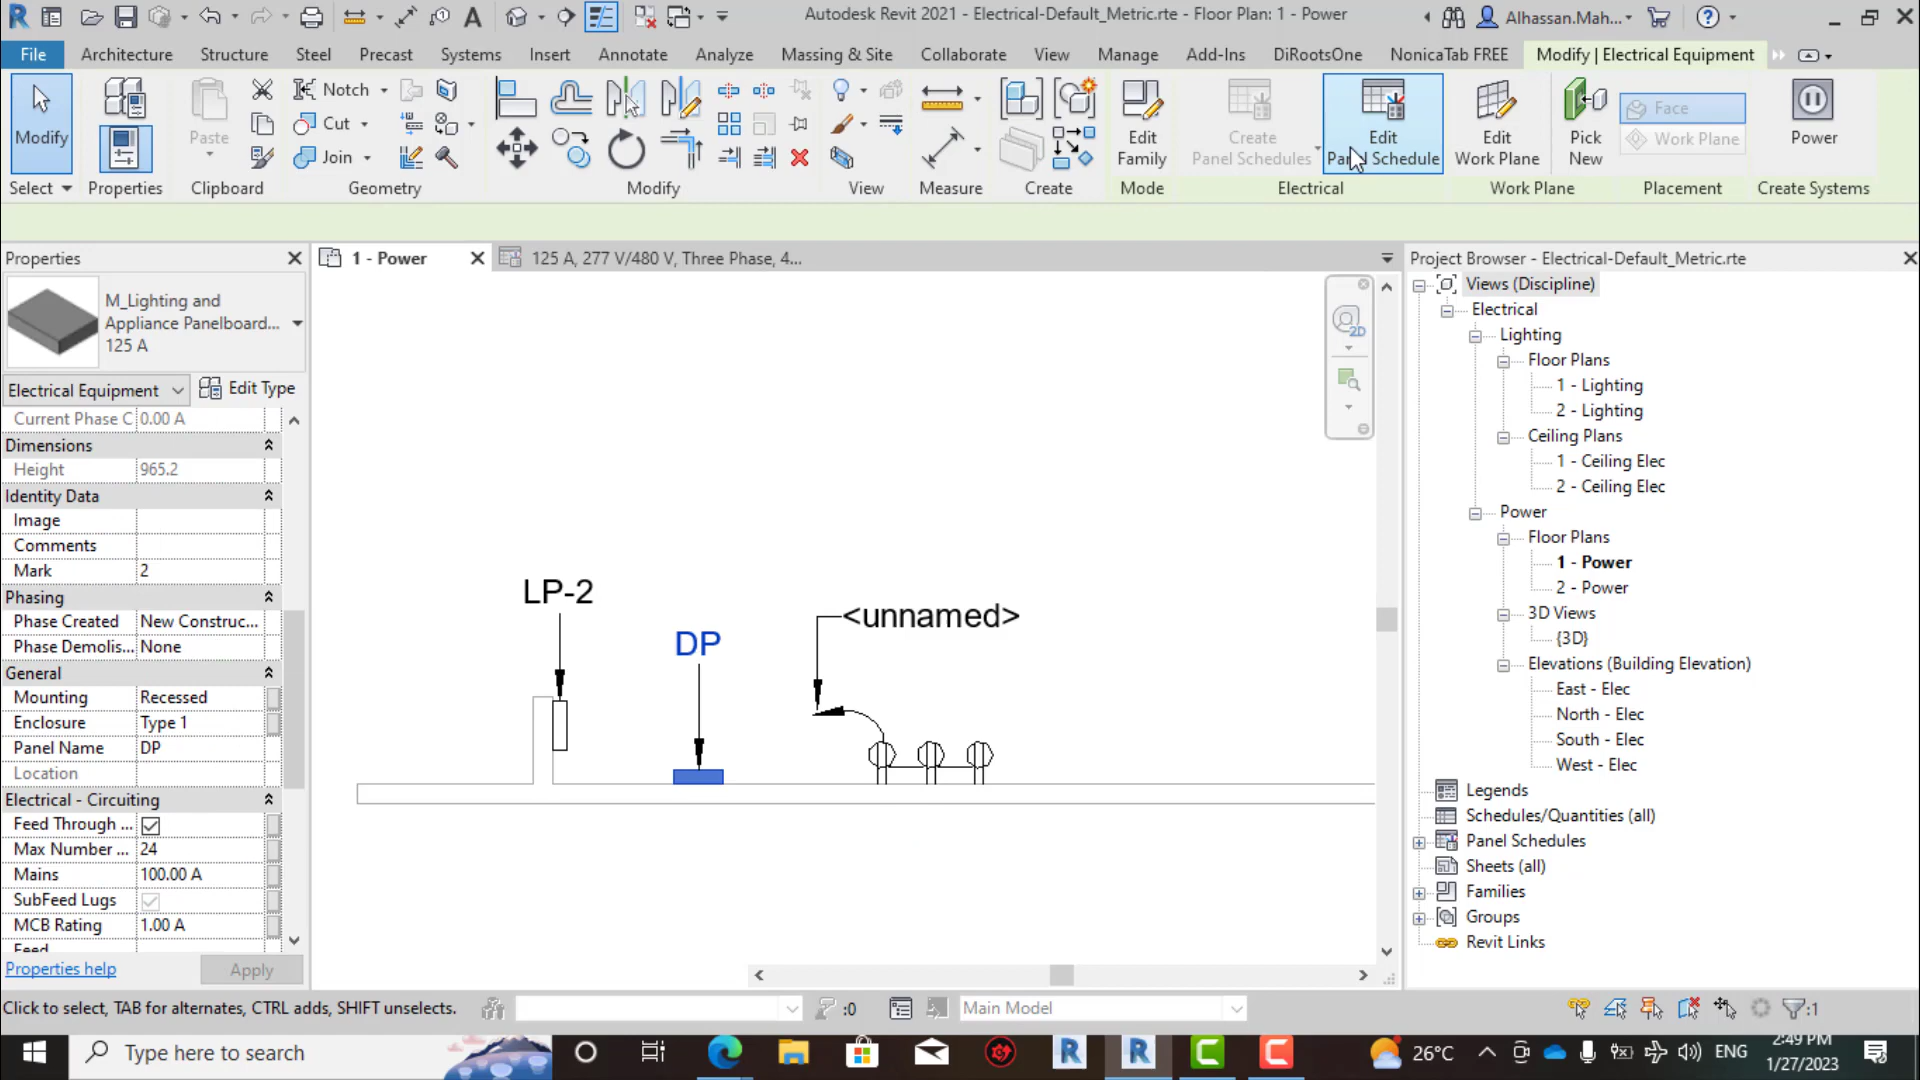 Autodesk Revit 2021 - Electrical-Default_Metric.rte - Floor Plan: 1 - Power
Alhassan.Mah...
File Architecture Structure Steel Precast Systems Insert Annotate Analyze Massing & Site Collaborate View Manage Add-Ins DiRootsOne NonicaTab FREE Modify | Electrical Equipment
Modify
Paste
Notch
Cut
Join
Edit Family
Create Panel Schedules
Edit Panel Schedule
Edit Work Plane
Pick New
Face
Work Plane
Power
Select Properties Clipboard Geometry Modify View Measure Create Mode Electrical Work Plane Placement Create Systems
Properties
M_Lighting and
Appliance Panelboard...
125 A
Electrical Equipment Edit Type
Current Phase C 0.00 A
Dimensions
Height 965.2
Identity Data
Image
Comments
Mark 2
Phasing
Phase Created New Construc...
Phase Demolis... None
General
Mounting Recessed
Enclosure Type 1
Panel Name DP
Location
Electrical - Circuiting
Feed Through ...
Max Number ... 24
Mains 100.00 A
SubFeed Lugs
MCB Rating 1.00 A
Feed
Properties help Apply
1 - Power
125 A, 277 V/480 V, Three Phase, 4...
2D
LP-2
DP
<unnamed>
Project Browser - Electrical-Default_Metric.rte
Views (Discipline)
Electrical
Lighting
Floor Plans
1 - Lighting
2 - Lighting
Ceiling Plans
1 - Ceiling Elec
2 - Ceiling Elec
Power
Floor Plans
1 - Power
2 - Power
3D Views
{3D}
Elevations (Building Elevation)
East - Elec
North - Elec
South - Elec
West - Elec
Legends
Schedules/Quantities (all)
Panel Schedules
Sheets (all)
Families
Groups
Revit Links
Click to select, TAB for alternates, CTRL adds, SHIFT unselects.
:0
Main Model
:1
Type here to search
26°C
ENG
2:49 PM
1/27/2023